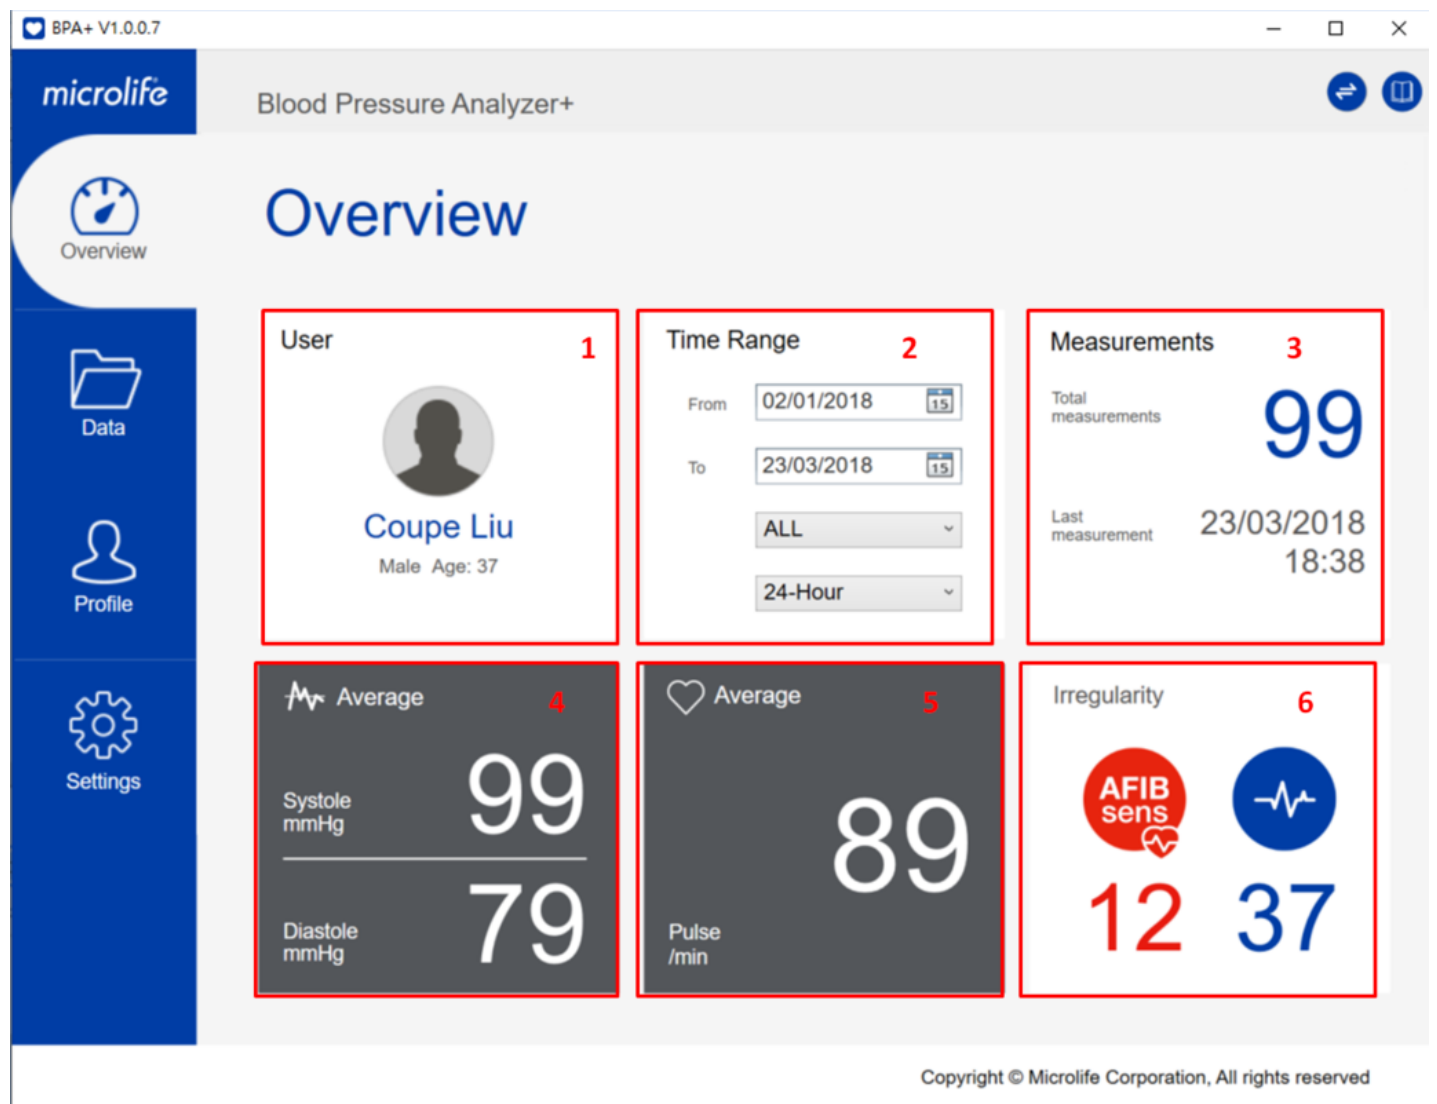 BPA+ V1.0.0.7
microlife
Blood Pressure Analyzer+
Overview
Overview
Data
Profile
Settings
User
1
Coupe Liu
Male Age: 37
Time Range
2
From
02/01/2018
15
To
23/03/2018
15
ALL
24-Hour
Measurements
3
Total
measurements
99
Last
measurement
23/03/2018
18:38
Average
4
Systole
mmHg
99
Diastole
mmHg
79
Average
5
89
Pulse
/min
Irregularity
6
AFIB
sens
12
37
Copyright © Microlife Corporation, All rights reserved